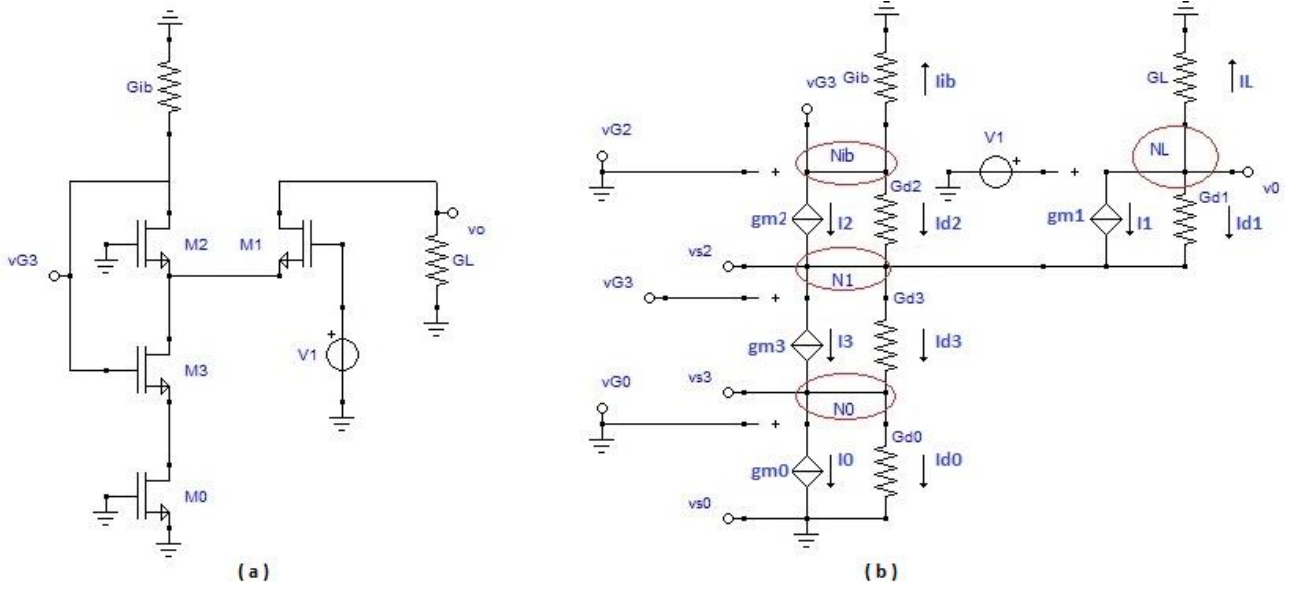 Gib
M2
M1
vo
vG3
GL
V1
+
M3
M0
( a )
Gib
Iib
GL
IL
vG3
vG2
V1
+
NL
+
Nib
+
v0
Gd2
Gd1
gm2
I2
Id2
gm1
I1
Id1
vs2
N1
vG3
+
Gd3
gm3
I3
Id3
vG0
vs3
N0
+
Gd0
gm0
I0
Id0
vs0
( b )